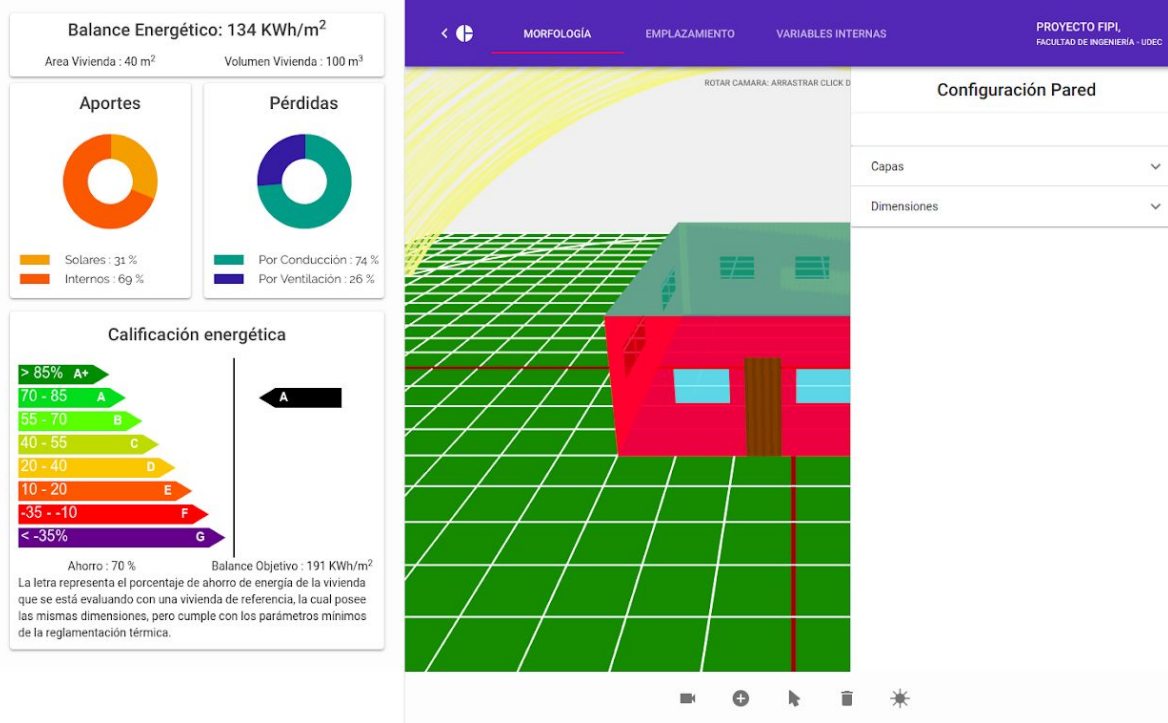 Balance Energético: 134 KWh/m²
Area Vivienda : 40 m²
Volumen Vivienda : 100 m³
Aportes
Solares : 31 %
Internos : 69 %
Pérdidas
Por Conducción : 74 %
Por Ventilación : 26 %
Calificación energética
> 85% A+
70 - 85 A
A
55 - 70 B
40 - 55 C
20 - 40 D
10 - 20 E
-35 - -10 F
< -35% G
Ahorro : 70 %
Balance Objetivo : 191 KWh/m²
La letra representa el porcentaje de ahorro de energía de la vivienda
que se está evaluando con una vivienda de referencia, la cual posee
las mismas dimensiones, pero cumple con los parámetros mínimos
de la reglamentación térmica.
MORFOLOGÍA
EMPLAZAMIENTO
VARIABLES INTERNAS
PROYECTO FIPI,
FACULTAD DE INGENIERÍA - UDEC
ROTAR CAMARA: ARRASTRAR CLICK D
Configuración Pared
Capas
Dimensiones